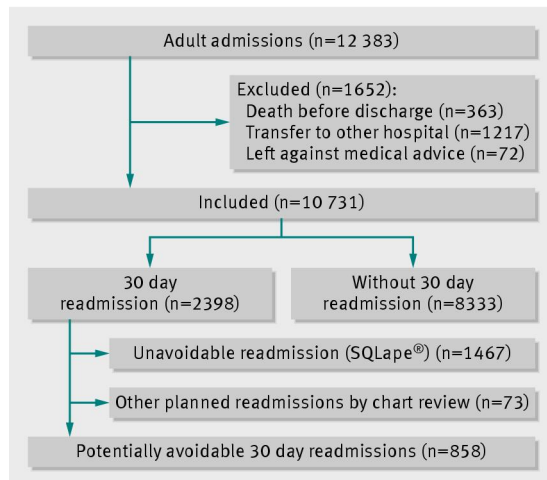 Adult admissions (n=12 383)
Excluded (n=1652):
Death before discharge (n=363)
Transfer to other hospital (n=1217)
Left against medical advice (n=72)
Included (n=10 731)
30 day
readmission (n=2398)
Without 30 day
readmission (n=8333)
Unavoidable readmission (SQLape®) (n=1467)
Other planned readmissions by chart review (n=73)
Potentially avoidable 30 day readmissions (n=858)